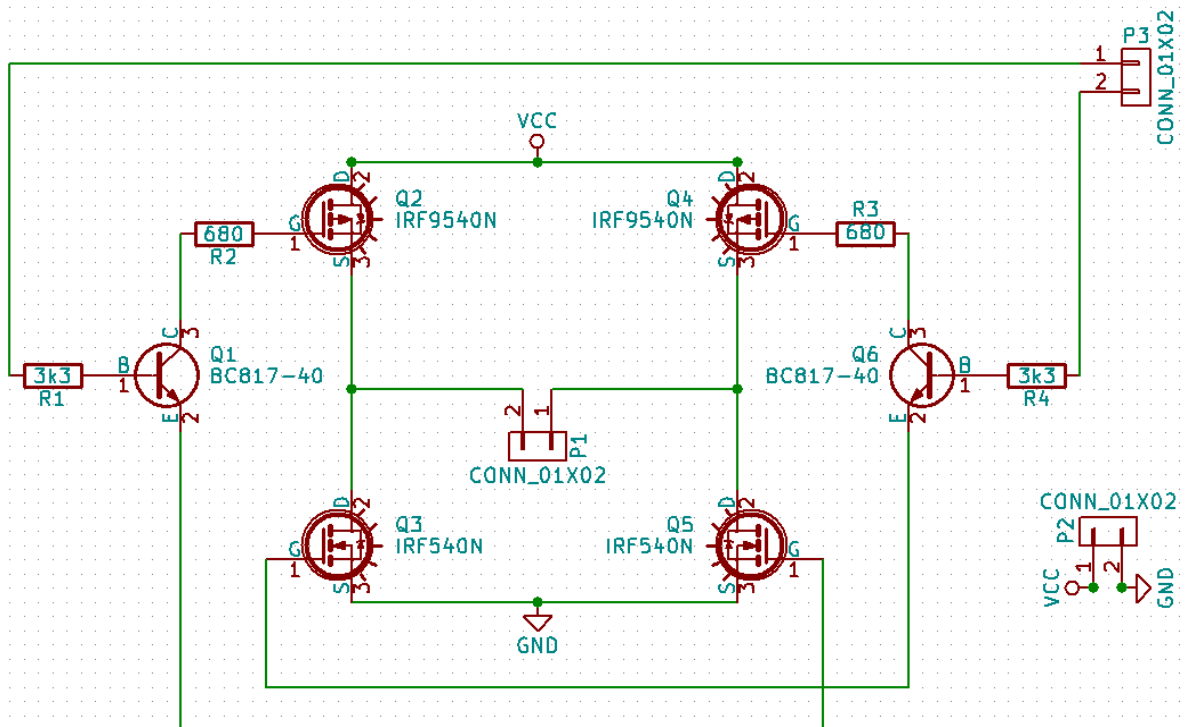 P3
CONN_01X02
1
2
VCC
D
2
Q2
IRF9540N
G
1
S
3
680
R2
D
2
Q4
IRF9540N
G
1
S
3
R3
680
C
3
Q1
BC817-40
B
1
E
2
3k3
R1
C
3
Q6
BC817-40
B
1
E
2
3k3
R4
2
1
P1
CONN_01X02
D
2
Q3
IRF540N
G
1
S
3
D
2
Q5
IRF540N
G
1
S
3
GND
CONN_01X02
P2
1
2
VCC
GND